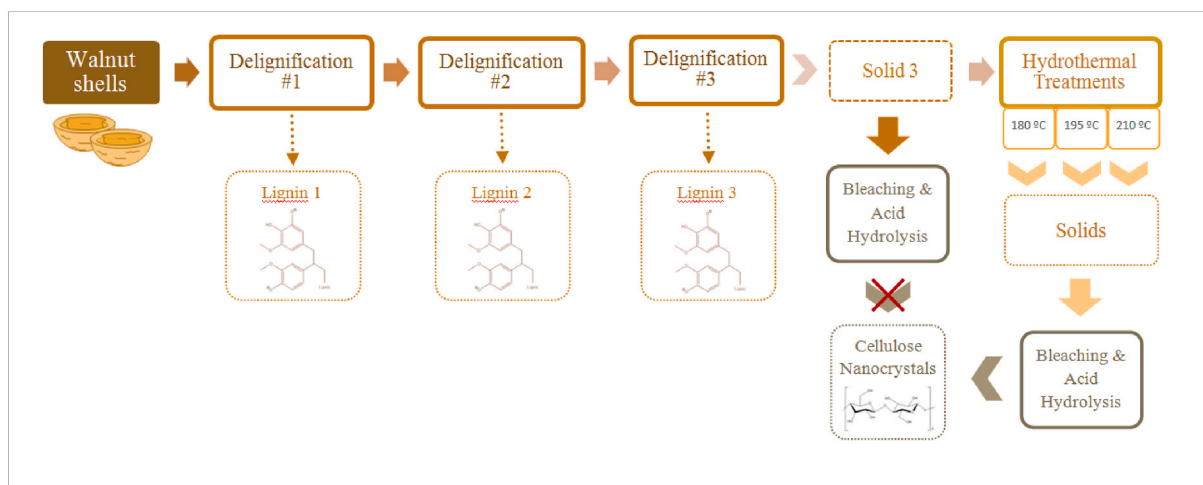 Walnut
shells
Delignification
#1
Delignification
#2
Delignification
#3
Solid 3
Hydrothermal
Treatments
180 ºC
195 ºC
210 ºC
Lignin 1
Lignin 2
Lignin 3
Bleaching &
Acid
Hydrolysis
Solids
Cellulose
Nanocrystals
Bleaching &
Acid
Hydrolysis